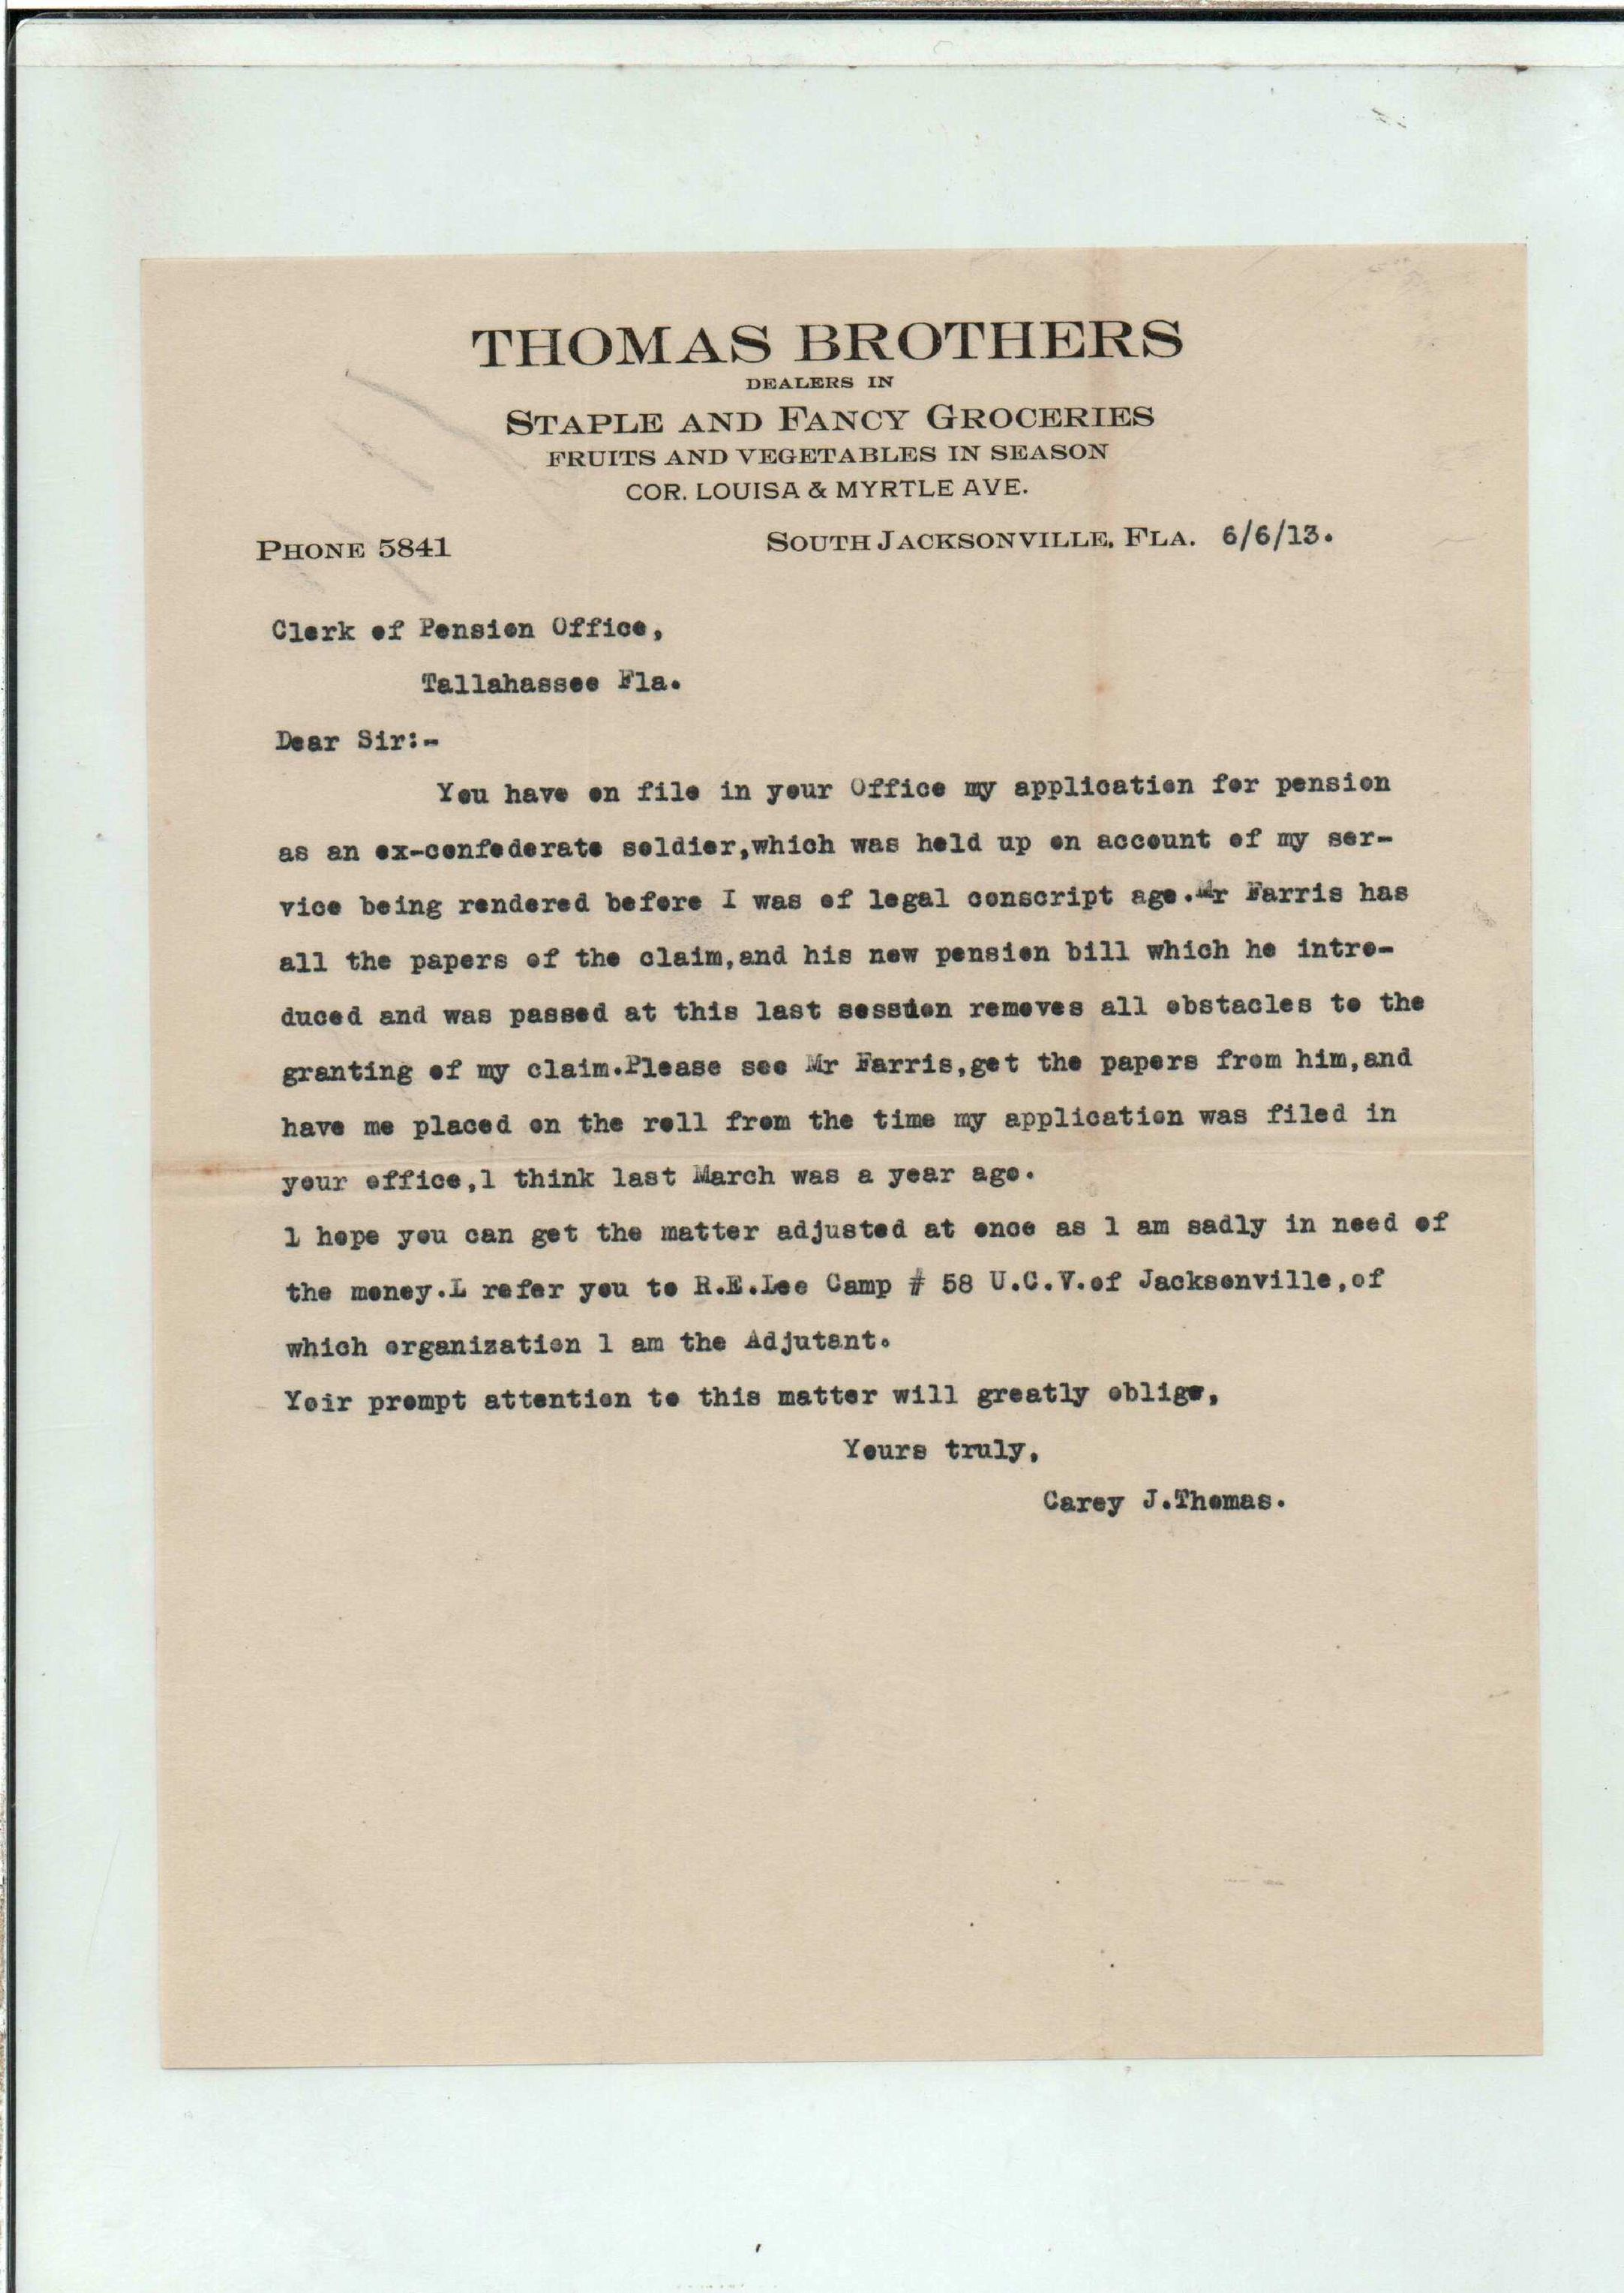 THOMAS BROTHERS
DEALERS IN
STAPLE AND FANCY GROCERIES
FRUITS AND VEGETABLES IN SEASON
COR. LOUISA & MYRTLE AVE.
PHONE 5841 SOUTH JACKSONVILLE, FLA. 6/6/13.
Clerk of Pension Office,
Tallahassee Fla.
Dear Sir:-
You have on file in your Office my application for pension
as an ex-confederate soldier,which was held up on account of my ser-
vice being rendered before I was of legal conscript age.Mr Farris has
all the papers of the claim,and his new pension bill which he intro-
duced and was passed at this last session removes all obstacles to the
granting of my claim.Please see Mr Farris,get the papers from him,and
have me placed on the roll from the time my application was filed in
your office,l think last March was a year ago.
l hope you can get the matter adjusted at once as l am sadly in need of
the money.L refer you to R.E.Lee Camp # 58 U.C.V.of Jacksonville,of
which organization l am the Adjutant.
Yoir prompt attention to this matter will greatly oblige,
Yours truly,
Carey J.Thomas.